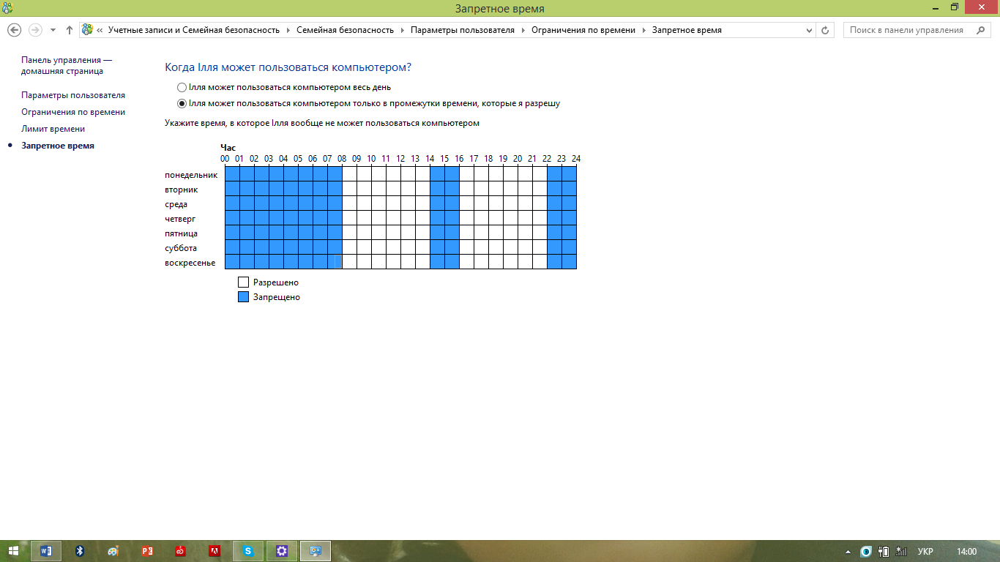 Запретное время
« Учетные записи и Семейная безопасность Семейная безопасность Параметры пользователя Ограничения по времени Запретное время
Поиск в панели управления
Панель управления —
домашняя страница
Параметры пользователя
Ограничения по времени
Лимит времени
Запретное время
Когда Ілля может пользоваться компьютером?
Ілля может пользоваться компьютером весь день
Ілля может пользоваться компьютером только в промежутки времени, которые я разрешу
Укажите время, в которое Ілля вообще не может пользоваться компьютером
Час
00 01 02 03 04 05 06 07 08 09 10 11 12 13 14 15 16 17 18 19 20 21 22 23 24
понедельник
вторник
среда
четверг
пятница
суббота
воскресенье
Разрешено
Запрещено
УКР 14:00